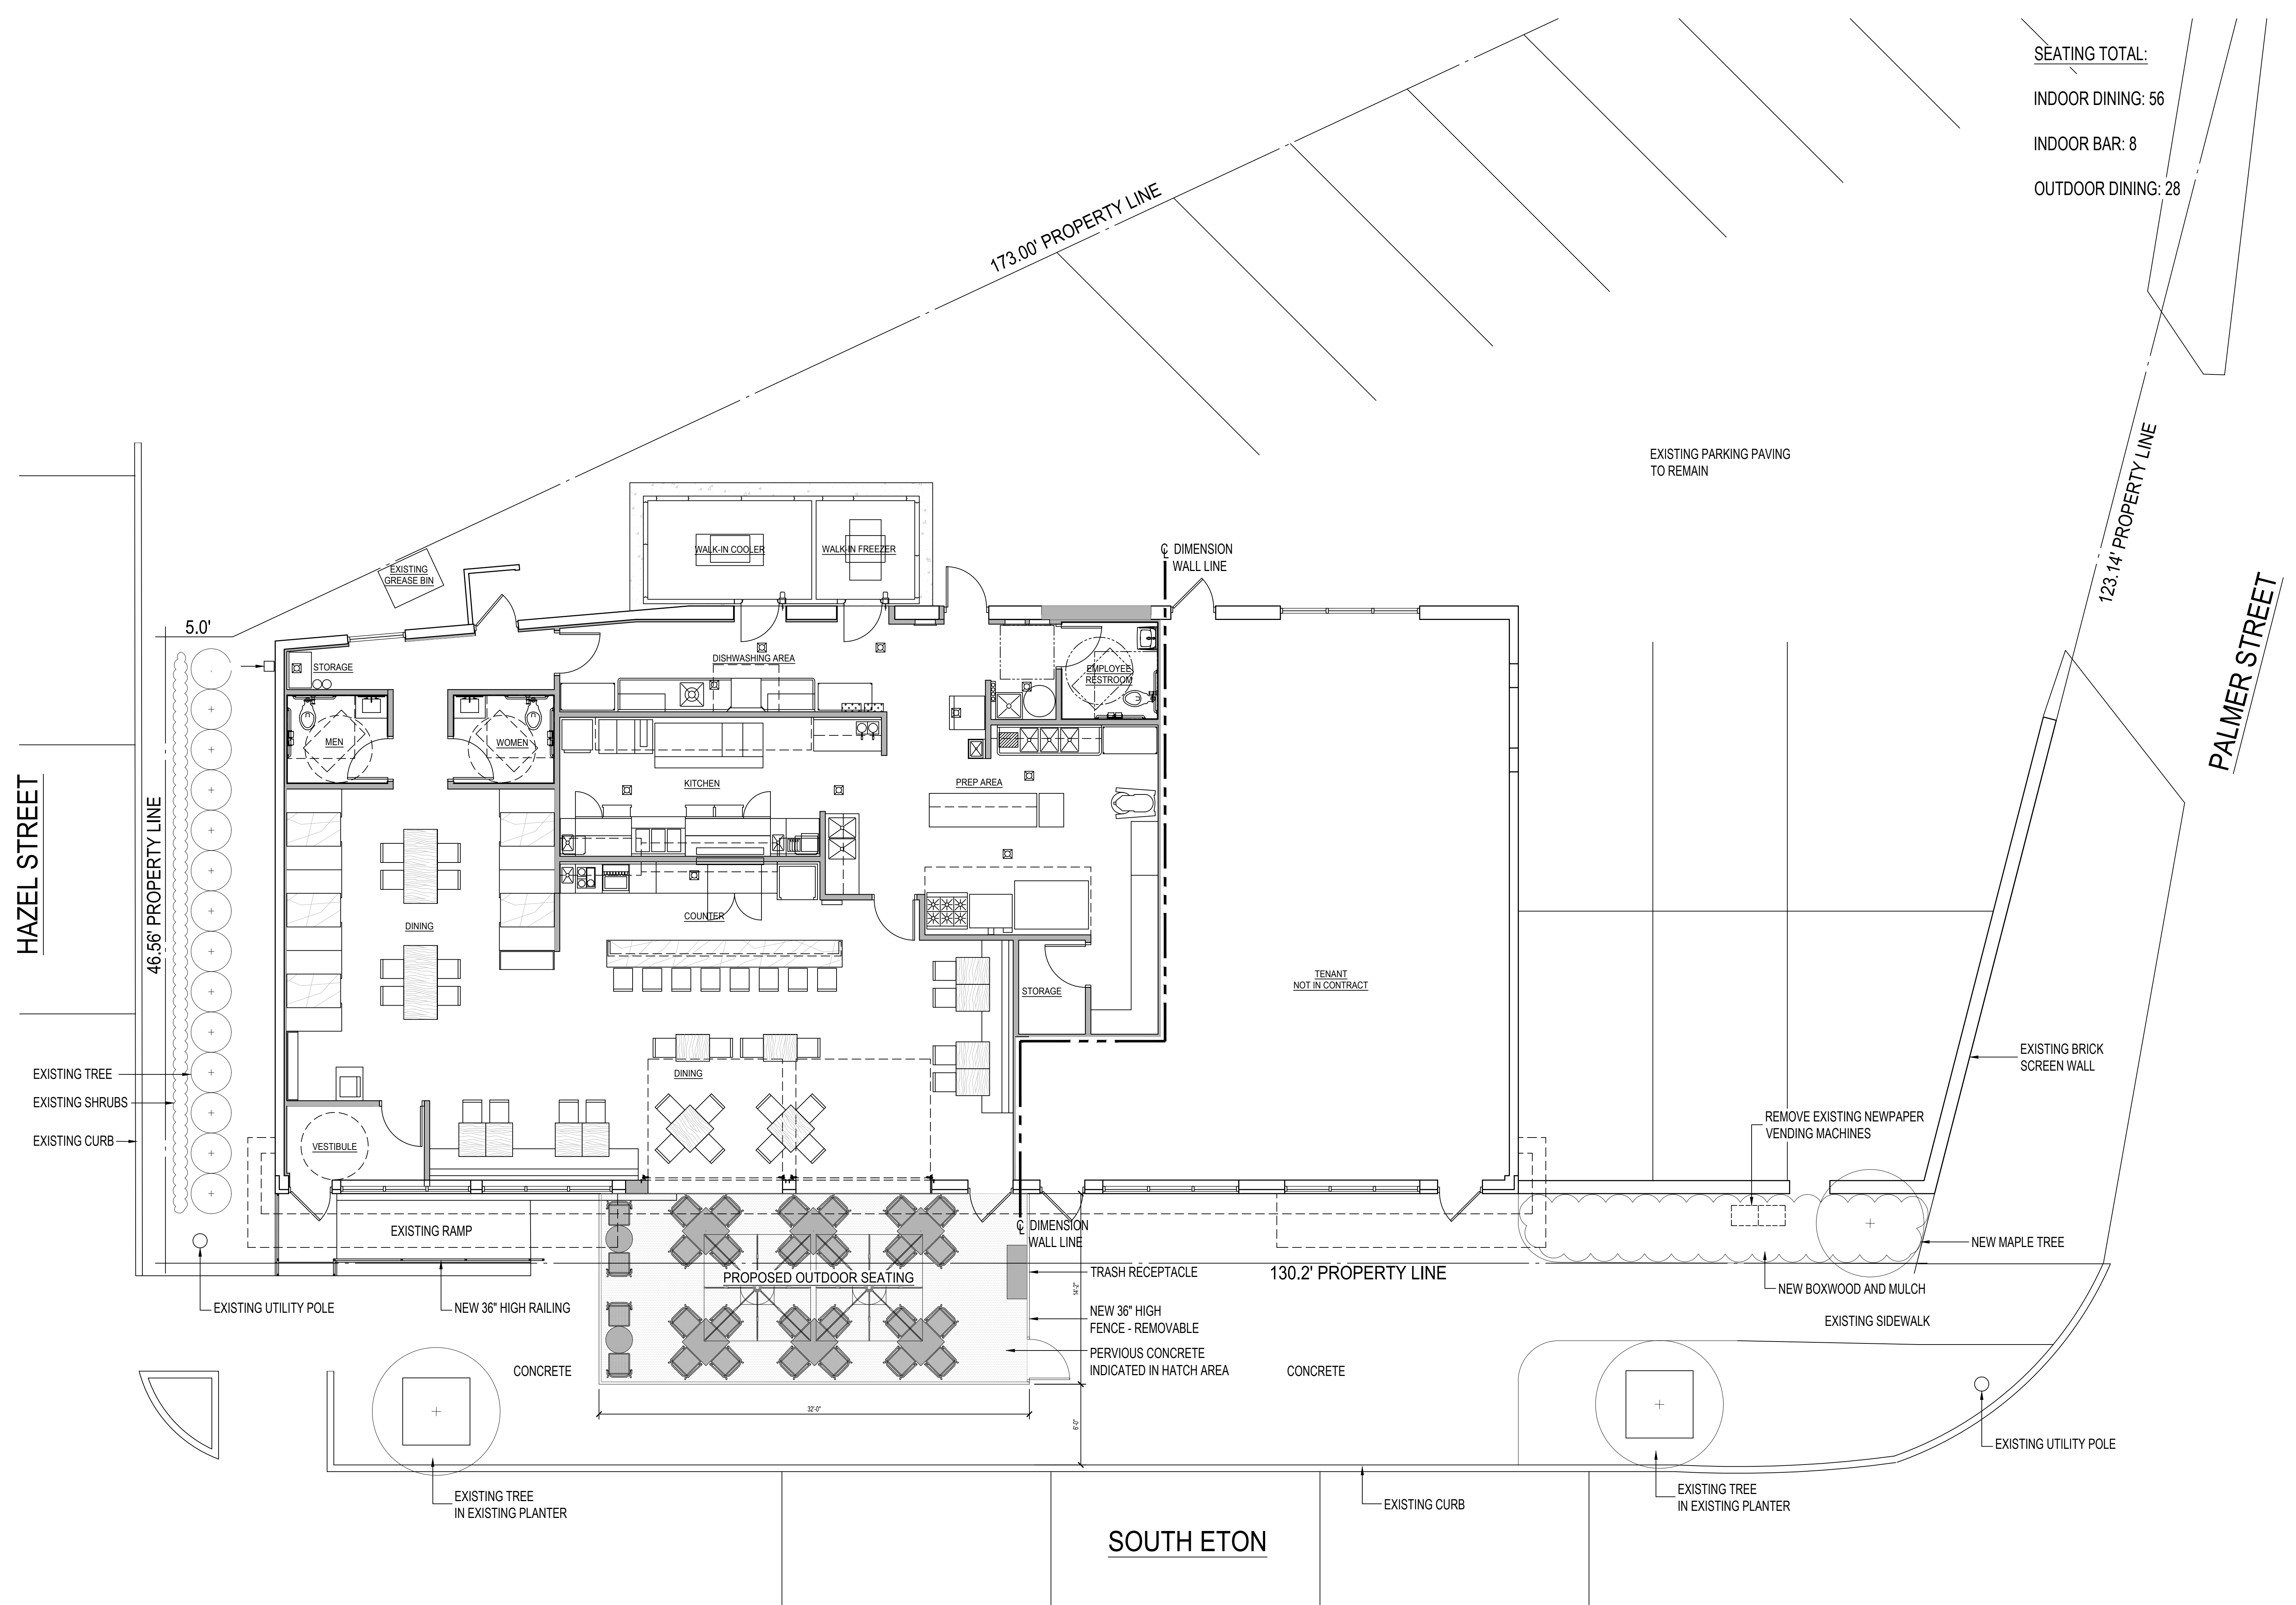 SEATING TOTAL:
INDOOR DINING: 56
INDOOR BAR: 8
OUTDOOR DINING: 28
173.00' PROPERTY LINE
EXISTING PARKING PAVING
TO REMAIN
123.14' PROPERTY LINE
PALMER STREET
WALK-IN COOLER
WALK-IN FREEZER
℄ DIMENSION
WALL LINE
EXISTING
GREASE BIN
5.0'
STORAGE
DISHWASHING AREA
EMPLOYEE
RESTROOM
MEN
WOMEN
KITCHEN
PREP AREA
HAZEL STREET
46.56' PROPERTY LINE
DINING
COUNTER
STORAGE
TENANT
NOT IN CONTRACT
DINING
EXISTING TREE
EXISTING SHRUBS
EXISTING CURB
VESTIBULE
EXISTING BRICK
SCREEN WALL
REMOVE EXISTING NEWPAPER
VENDING MACHINES
EXISTING RAMP
℄ DIMENSION
WALL LINE
NEW MAPLE TREE
PROPOSED OUTDOOR SEATING
TRASH RECEPTACLE
130.2' PROPERTY LINE
NEW BOXWOOD AND MULCH
14'-2"
EXISTING UTILITY POLE
NEW 36" HIGH RAILING
NEW 36" HIGH
FENCE - REMOVABLE
EXISTING SIDEWALK
PERVIOUS CONCRETE
INDICATED IN HATCH AREA
CONCRETE
CONCRETE
32'-0"
6'-0"
EXISTING UTILITY POLE
EXISTING TREE
IN EXISTING PLANTER
EXISTING CURB
EXISTING TREE
IN EXISTING PLANTER
SOUTH ETON